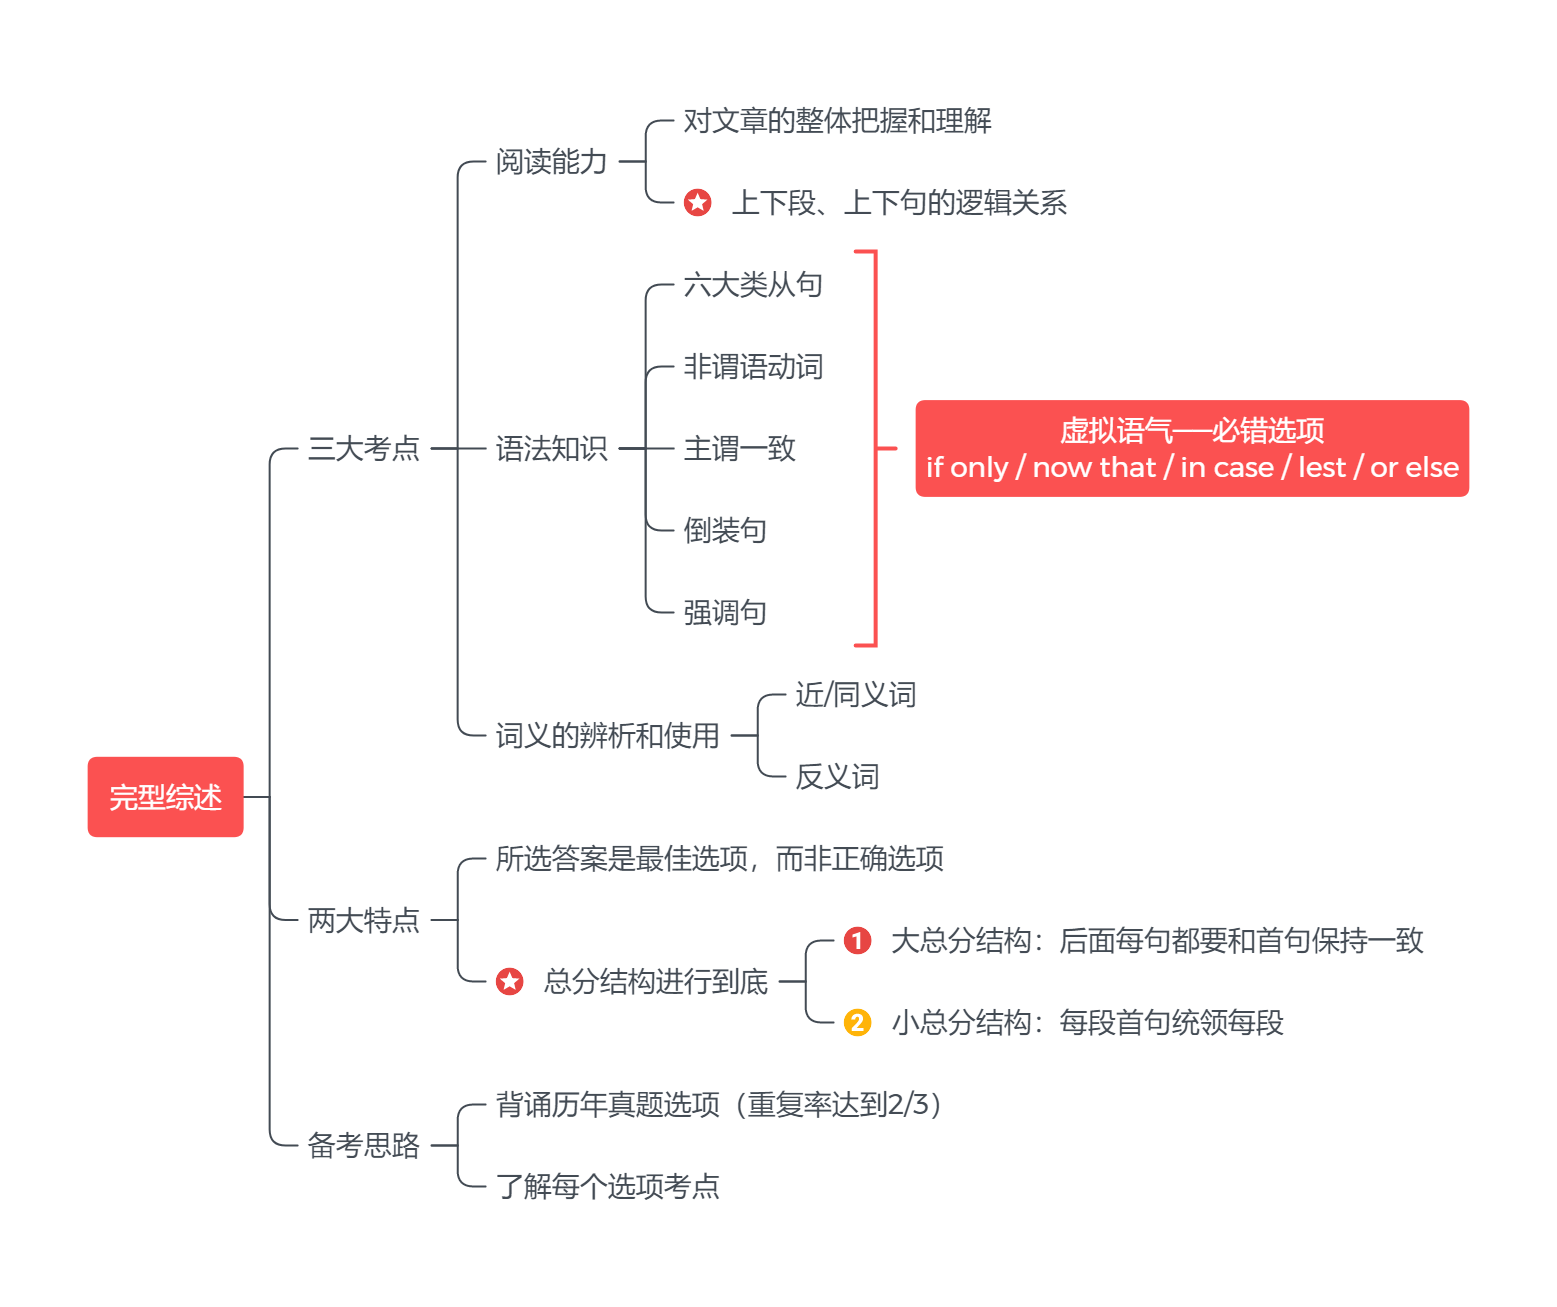 对文章的整体把握和理解
阅读能力
上下段、上下句的逻辑关系
六大类从句
非谓语动词
虚拟语气——必错选项
三大考点
语法知识
主谓一致
if only / now that / in case / lest / or else
倒装句
强调句
近/同义词
词义的辨析和使用
反义词
完型综述
所选答案是最佳选项，而非正确选项
两大特点
1 大总分结构：后面每句都要和首句保持一致
总分结构进行到底
2 小总分结构：每段首句统领每段
背诵历年真题选项（重复率达到2/3）
备考思路
了解每个选项考点